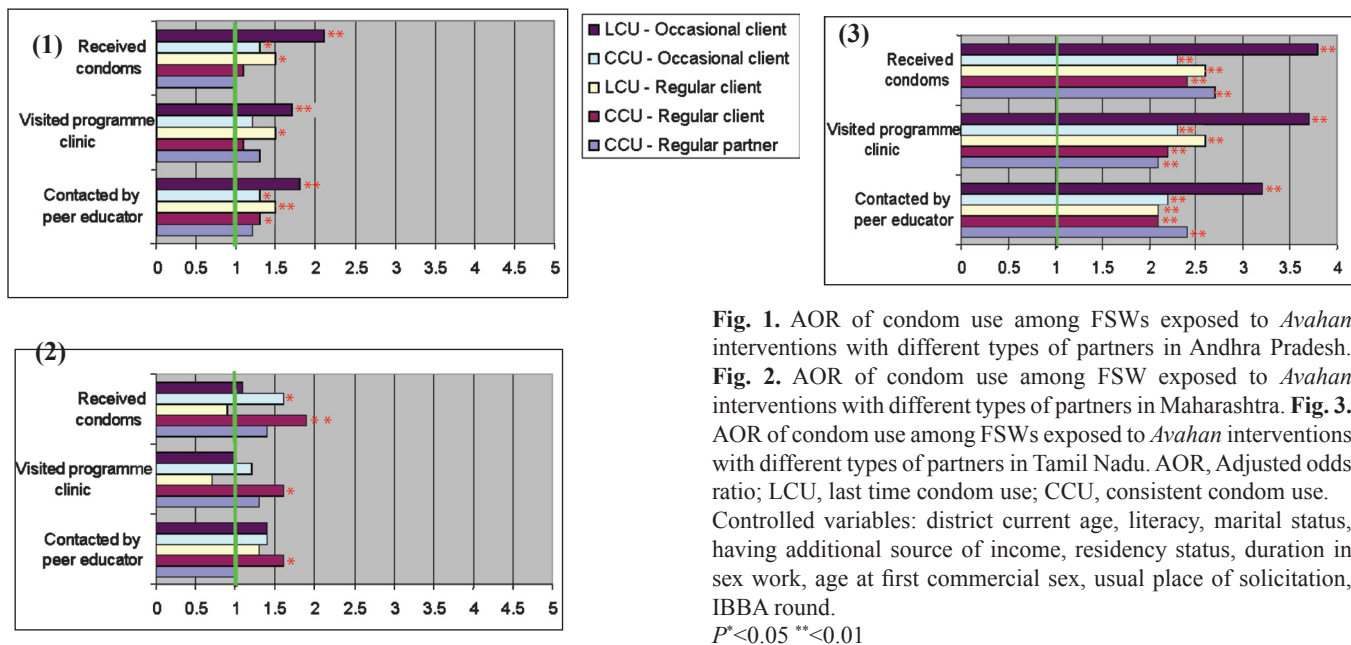 (1)
Received
condoms
**
*
*
Visited programme
clinic
**
*
Contacted by
peer educator
**
*
**
*
0 0.5 1 1.5 2 2.5 3 3.5 4 4.5 5
LCU - Occasional client
CCU - Occasional client
LCU - Regular client
CCU - Regular client
CCU - Regular partner
(3)
Received
condoms
**
**
**
**
**
Visited programme
clinic
**
**
**
**
**
Contacted by
peer educator
**
**
**
**
**
0 0.5 1 1.5 2 2.5 3 3.5 4
(2)
Received
condoms
*
* *
Visited programme
clinic
*
Contacted by
peer educator
*
0 0.5 1 1.5 2 2.5 3 3.5 4 4.5 5
Fig. 1. AOR of condom use among FSWs exposed to Avahan
interventions with different types of partners in Andhra Pradesh.
Fig. 2. AOR of condom use among FSW exposed to Avahan
interventions with different types of partners in Maharashtra. Fig. 3.
AOR of condom use among FSWs exposed to Avahan interventions
with different types of partners in Tamil Nadu. AOR, Adjusted odds
ratio; LCU, last time condom use; CCU, consistent condom use.
Controlled variables: district current age, literacy, marital status,
having additional source of income, residency status, duration in
sex work, age at first commercial sex, usual place of solicitation,
IBBA round.
P*<0.05 **<0.01